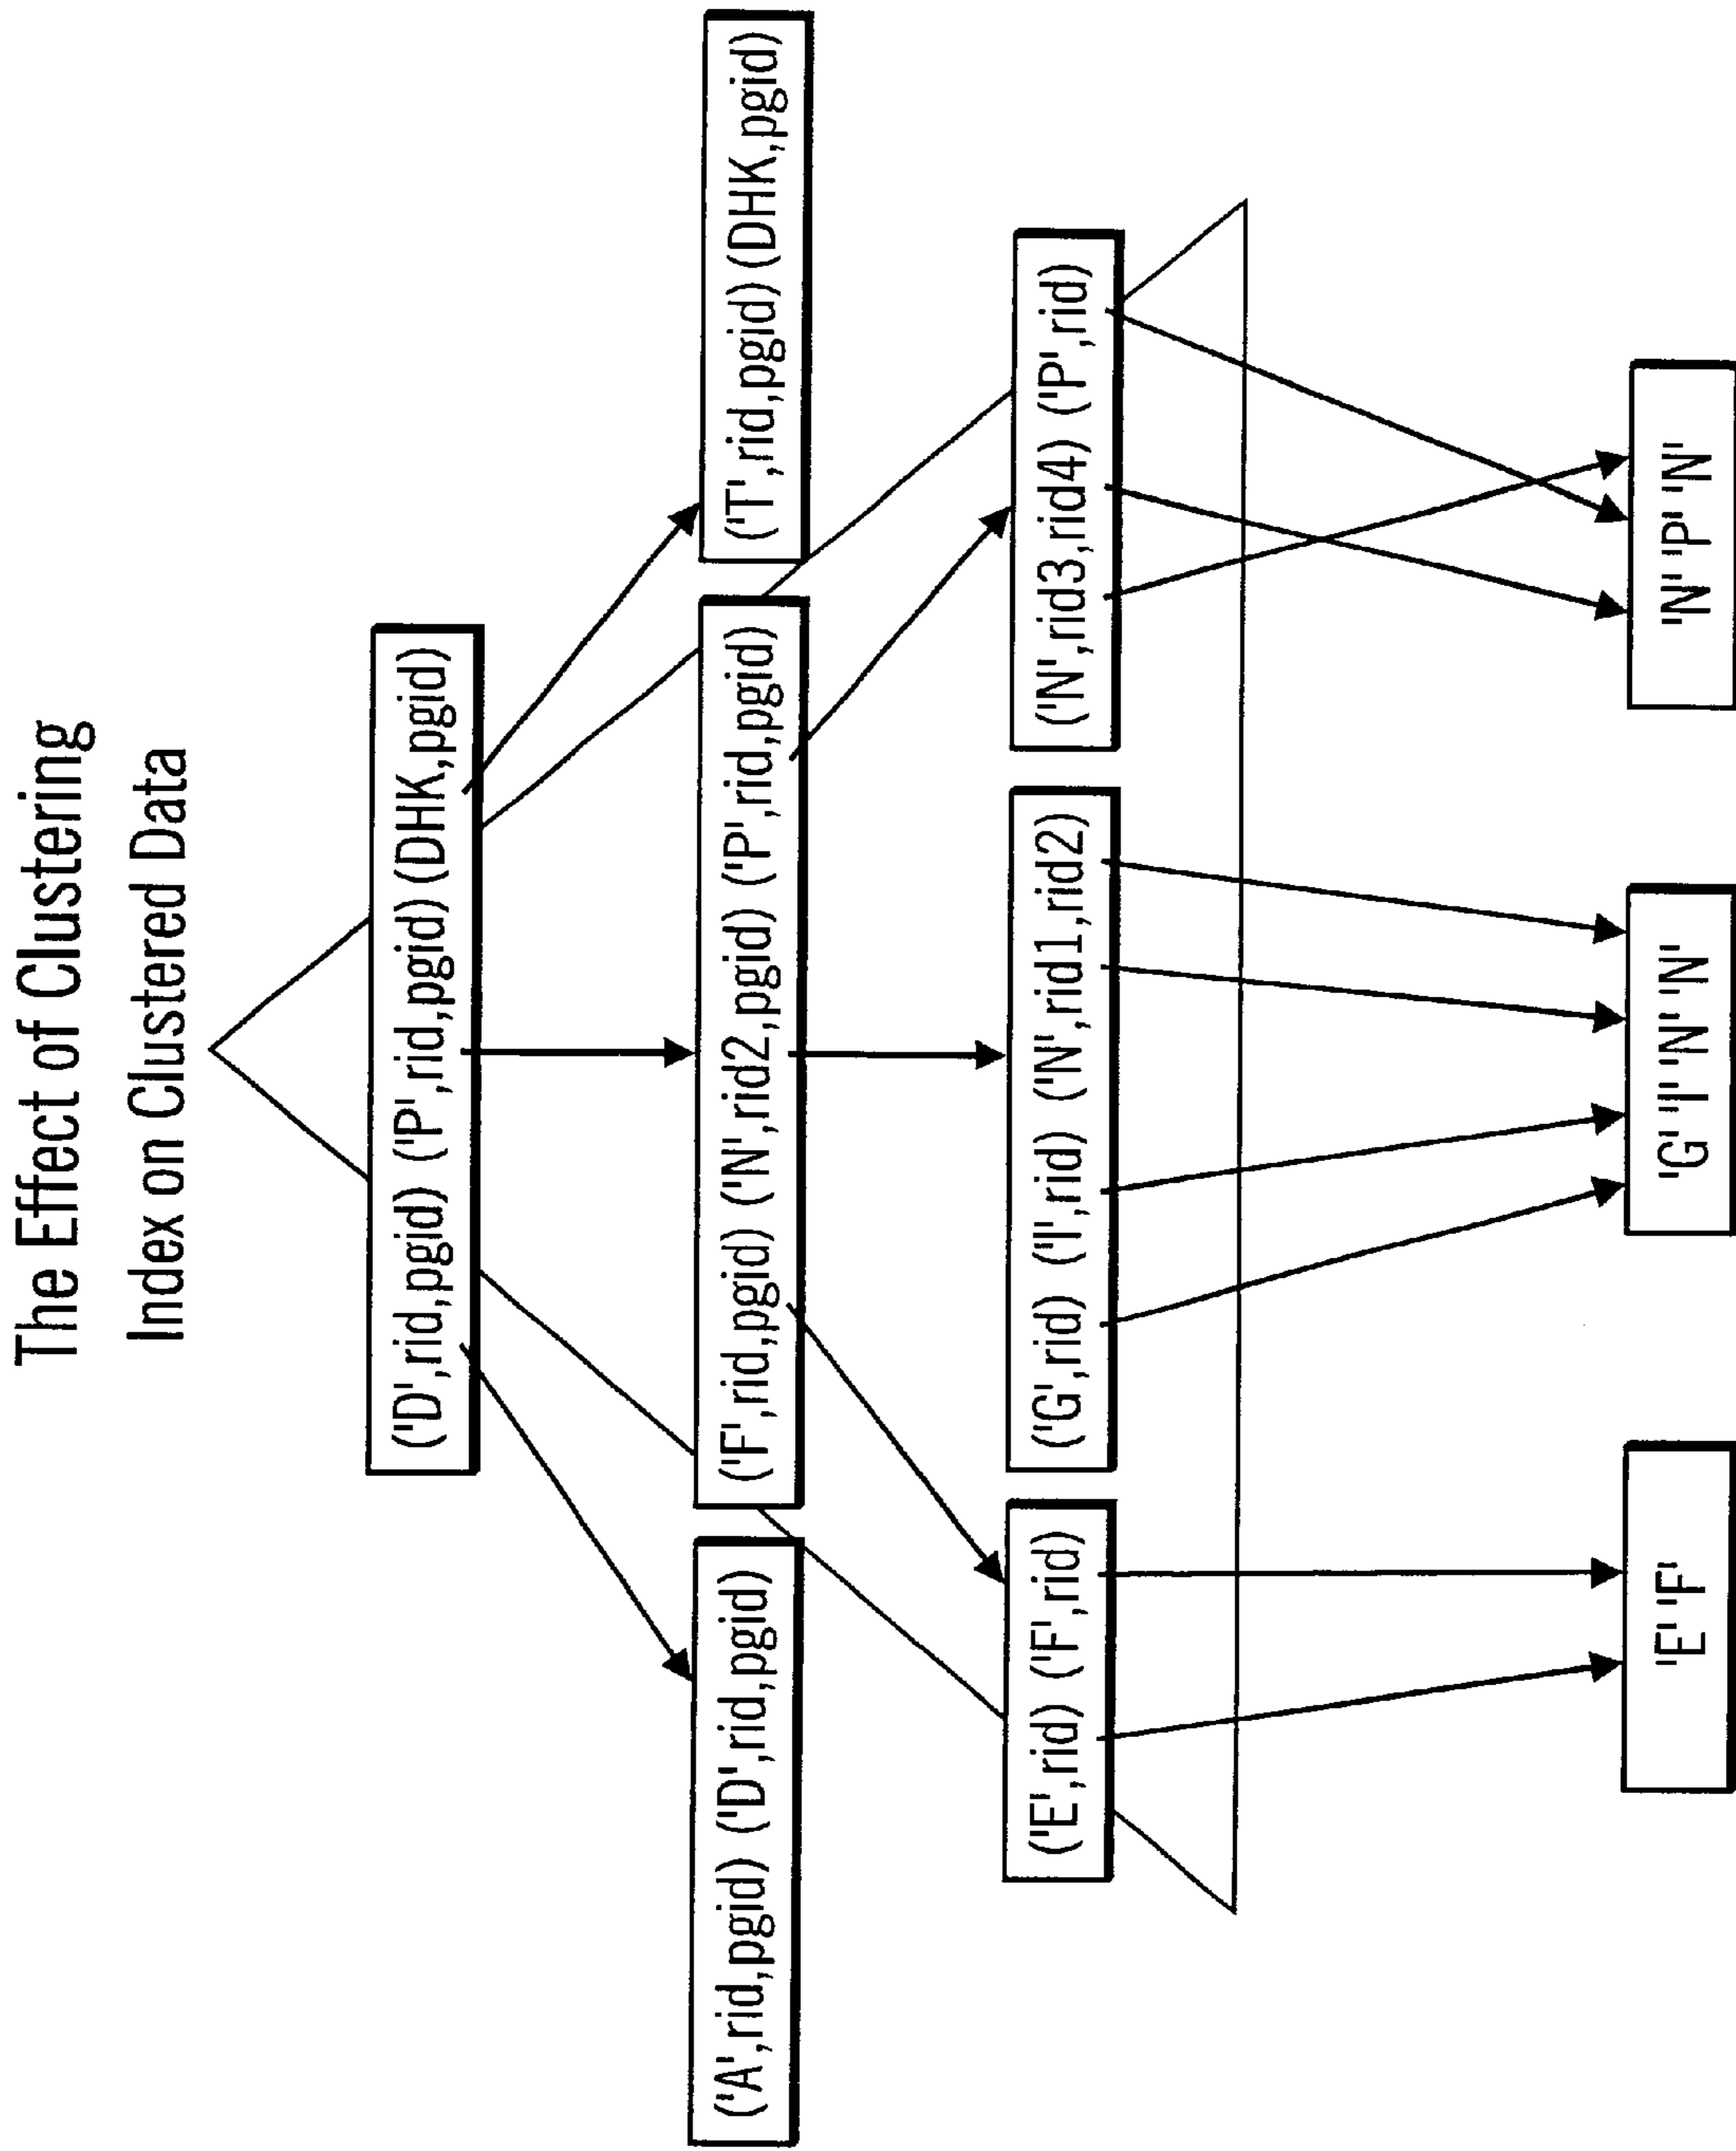 The Effect of Clustering
Index on Clustered Data
('D',rid,pgid) ('P',rid,pgid) (DHK,pgid)
('A',rid,pgid) ('D',rid,pgid)
('F',rid,pgid) ('N',rid2,pgid) ('P',rid,pgid)
('T',rid,pgid) (DHK,pgid)
('E',rid) ('F',rid)
('G',rid) ('I',rid) ('N',rid1,rid2)
('N',rid3,rid4) ('P',rid)
'E' 'F'
'G' 'I' 'N' 'N'
'N' 'P' 'N'